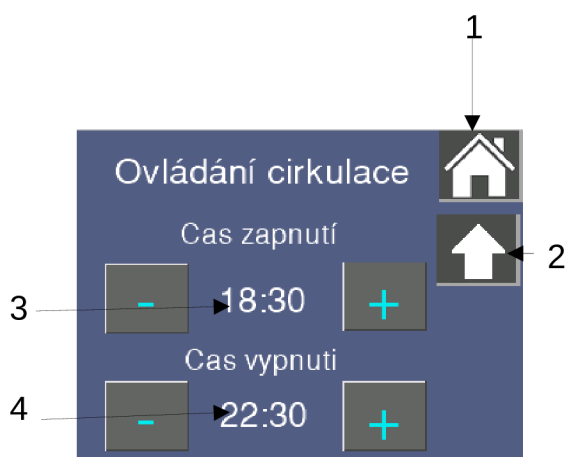 1
Ovládání cirkulace
Cas zapnutí
2
3
- 18:30 +
Cas vypnuti
4
- 22:30 +